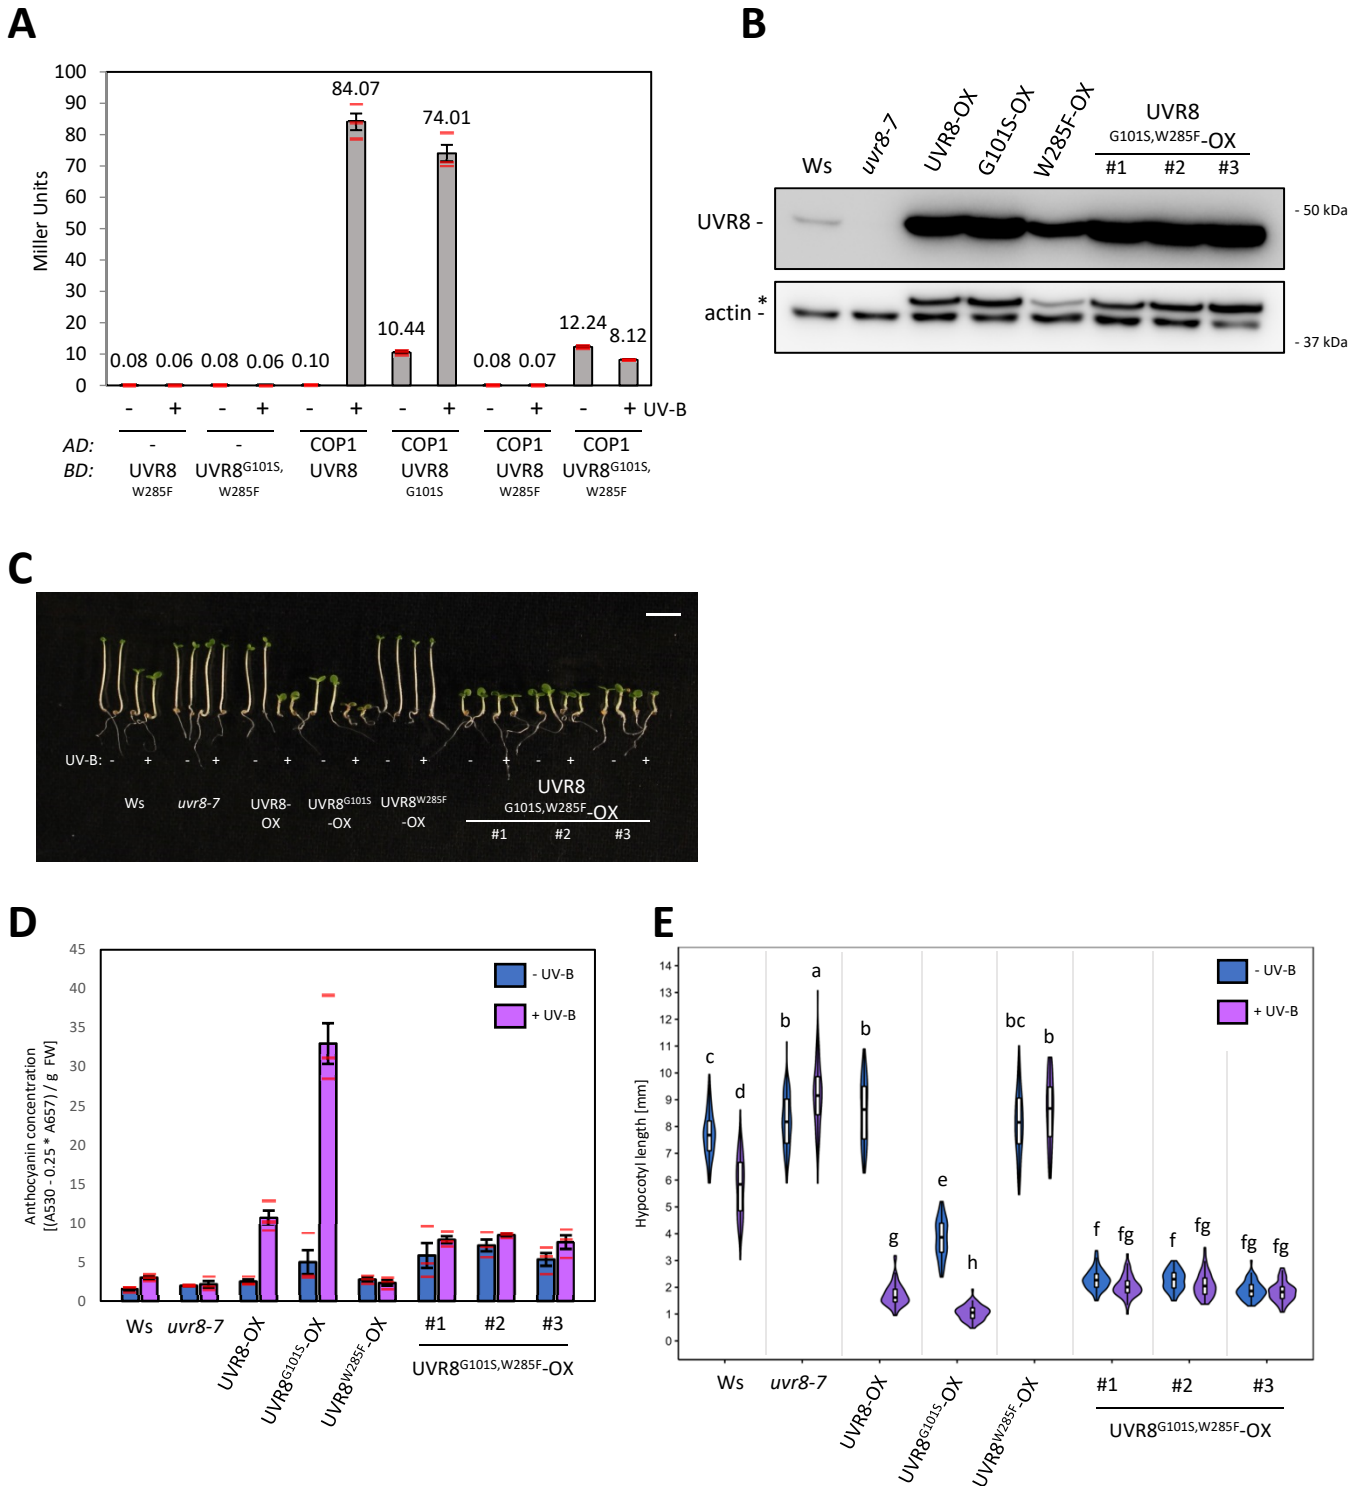 A
100
90
80
70
60
50
40
30
20
10
0
Miller Units
0.08 0.06 0.08 0.06 0.10 84.07 10.44 74.01 0.08 0.07 12.24 8.12
- + - + - + - + - + - + UV-B
AD: - - COP1 COP1 COP1 COP1
BD: UVR8 UVR8G101S, UVR8 UVR8 UVR8 UVR8G101S,
W285F W285F G101S W285F W285F
B
Ws uvr8-7 UVR8-OX G101S-OX W285F-OX UVR8
G101S,W285F-OX
#1 #2 #3
UVR8 -
- 50 kDa
*
actin -
- 37 kDa
C
UV-B: - + - + - + - + - + - + - + - +
Ws uvr8-7 UVR8- UVR8G101S UVR8W285F UVR8
OX -OX -OX G101S,W285F-OX
#1 #2 #3
D
45
40
35
30
25
20
15
10
5
0
Anthocyanin concentration
[(A530 - 0.25 * A657) / g FW]
- UV-B
+ UV-B
Ws uvr8-7 UVR8-OX UVR8G101S-OX UVR8W285F-OX #1 #2 #3
UVR8G101S,W285F-OX
E
14
13
12
11
10
9
8
7
6
5
4
3
2
1
0
Hypocotyl length [mm]
- UV-B
+ UV-B
c d b a b g e h bc b f fg f fg fg fg
Ws uvr8-7 UVR8-OX UVR8G101S-OX UVR8W285F-OX #1 #2 #3
UVR8G101S,W285F-OX